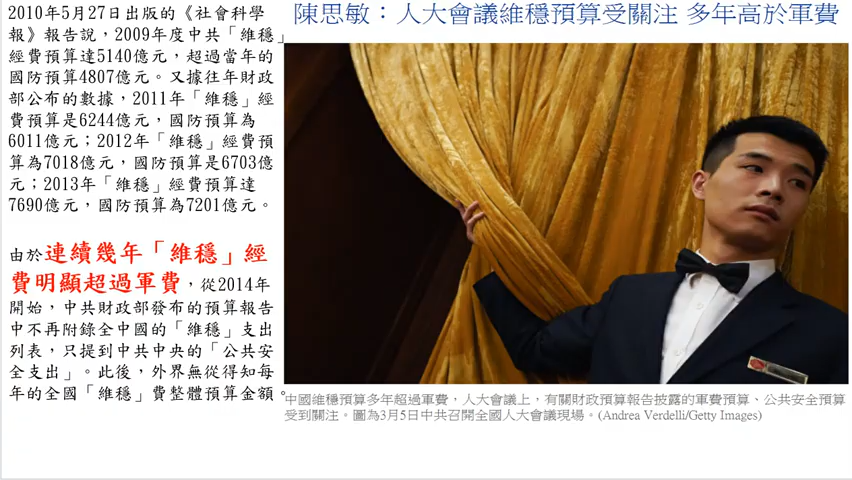 2010年5月27日出版的《社會科學
報》報告說，2009年度中共「維穩」
經費預算達5140億元，超過當年的
國防預算4807億元。又據往年財政
部公布的數據，2011年「維穩」經
費預算是6244億元，國防預算為
6011億元；2012年「維穩」經費預
算為7018億元，國防預算是6703億
元；2013年「維穩」經費預算達
7690億元，國防預算為7201億元。
由於連續幾年「維穩」經
費明顯超過軍費，從2014年
開始，中共財政部發布的預算報告
中不再附錄全中國的「維穩」支出
列表，只提到中共中央的「公共安
全支出」。此後，外界無從得知每
年的全國「維穩」費整體預算金額。
陳思敏：人大會議維穩預算受關注 多年高於軍費
中國維穩預算多年超過軍費，人大會議上，有關財政預算報告披露的軍費預算、公共安全預算
受到關注。圖為3月5日中共召開全國人大會議現場。(Andrea Verdelli/Getty Images)